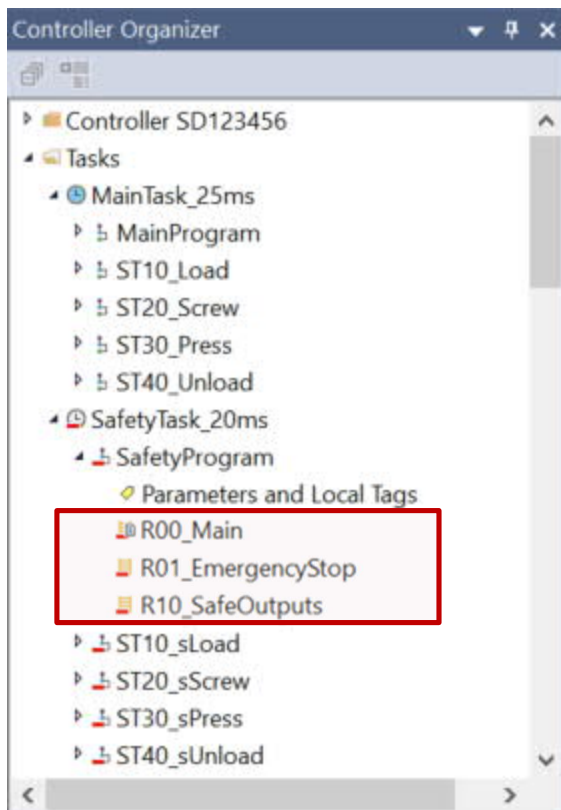 Controller Organizer
Controller SD123456
Tasks
MainTask_25ms
MainProgram
ST10_Load
ST20_Screw
ST30_Press
ST40_Unload
SafetyTask_20ms
SafetyProgram
Parameters and Local Tags
R00_Main
R01_EmergencyStop
R10_SafeOutputs
ST10_sLoad
ST20_sScrew
ST30_sPress
ST40_sUnload